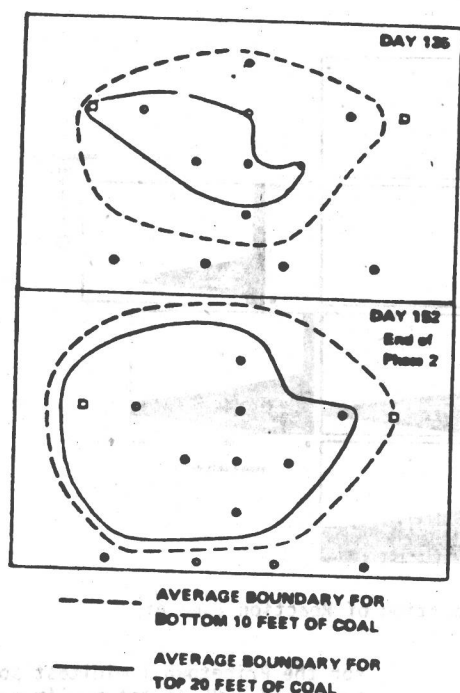 DAY 136
DAY 182
End of
Phase 2
AVERAGE BOUNDARY FOR
BOTTOM 10 FEET OF COAL
AVERAGE BOUNDARY FOR
TOP 20 FEET OF COAL